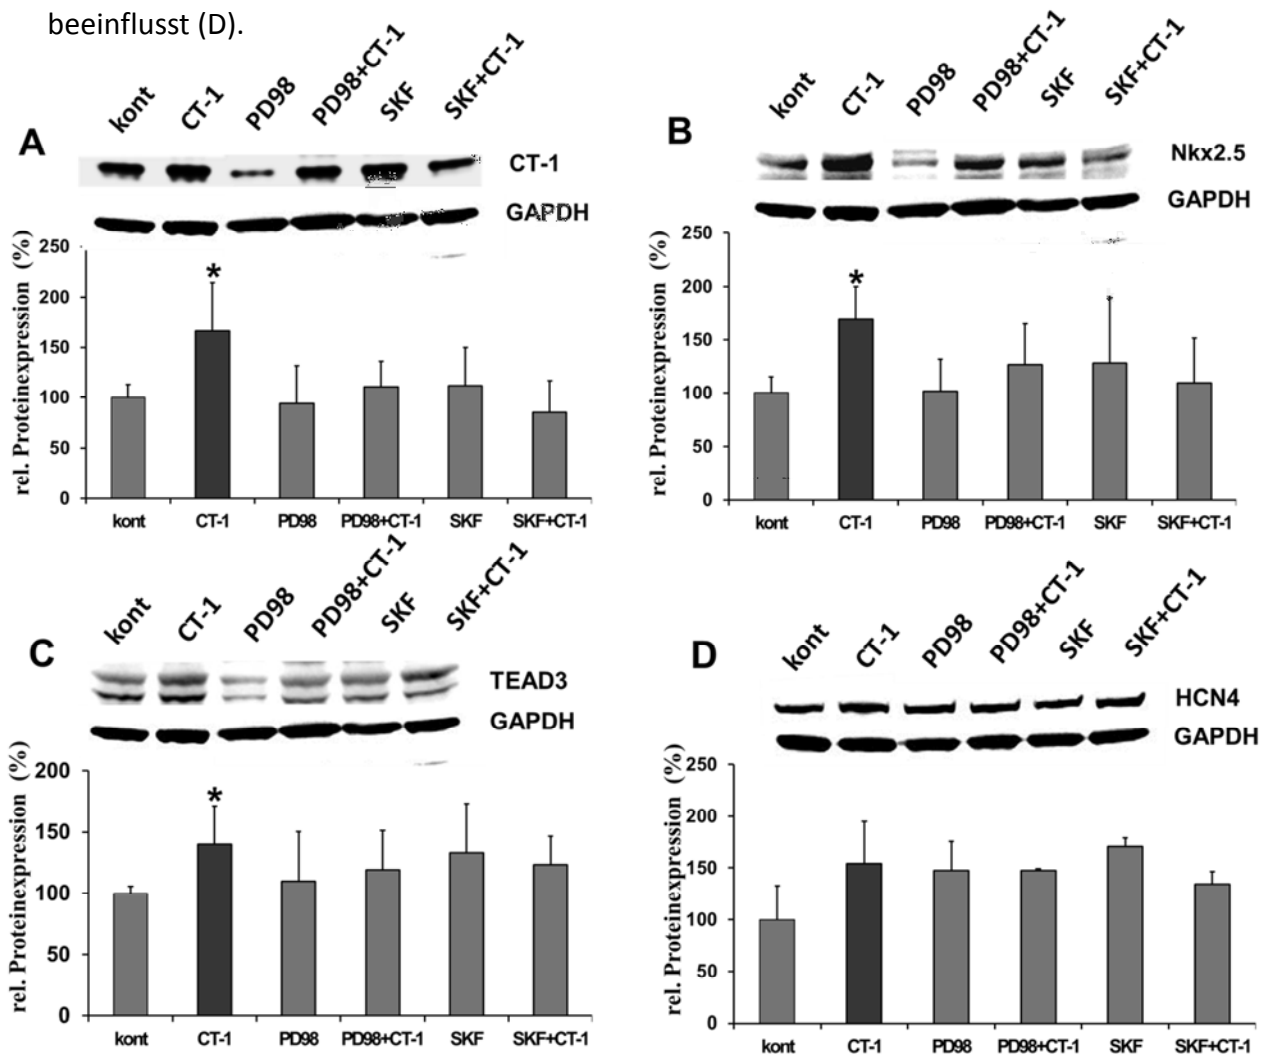 beeinflusst (D).
kont CT-1 PD98 PD98+CT-1 SKF SKF+CT-1
A
CT-1
GAPDH
rel. Proteinexpression (%)
250
200
150
100
50
0
*
kont CT-1 PD98 PD98+CT-1 SKF SKF+CT-1
kont CT-1 PD98 PD98+CT-1 SKF SKF+CT-1
B
Nkx2.5
GAPDH
rel. Proteinexpression (%)
250
200
150
100
50
0
*
kont CT-1 PD98 PD98+CT-1 SKF SKF+CT-1
kont CT-1 PD98 PD98+CT-1 SKF SKF+CT-1
C
TEAD3
GAPDH
rel. Proteinexpression (%)
200
150
100
50
0
*
kont CT-1 PD98 PD98+CT-1 SKF SKF+CT-1
kont CT-1 PD98 PD98+CT-1 SKF SKF+CT-1
D
HCN4
GAPDH
rel. Proteinexpression (%)
250
200
150
100
50
0
kont CT-1 PD98 PD98+CT-1 SKF SKF+CT-1